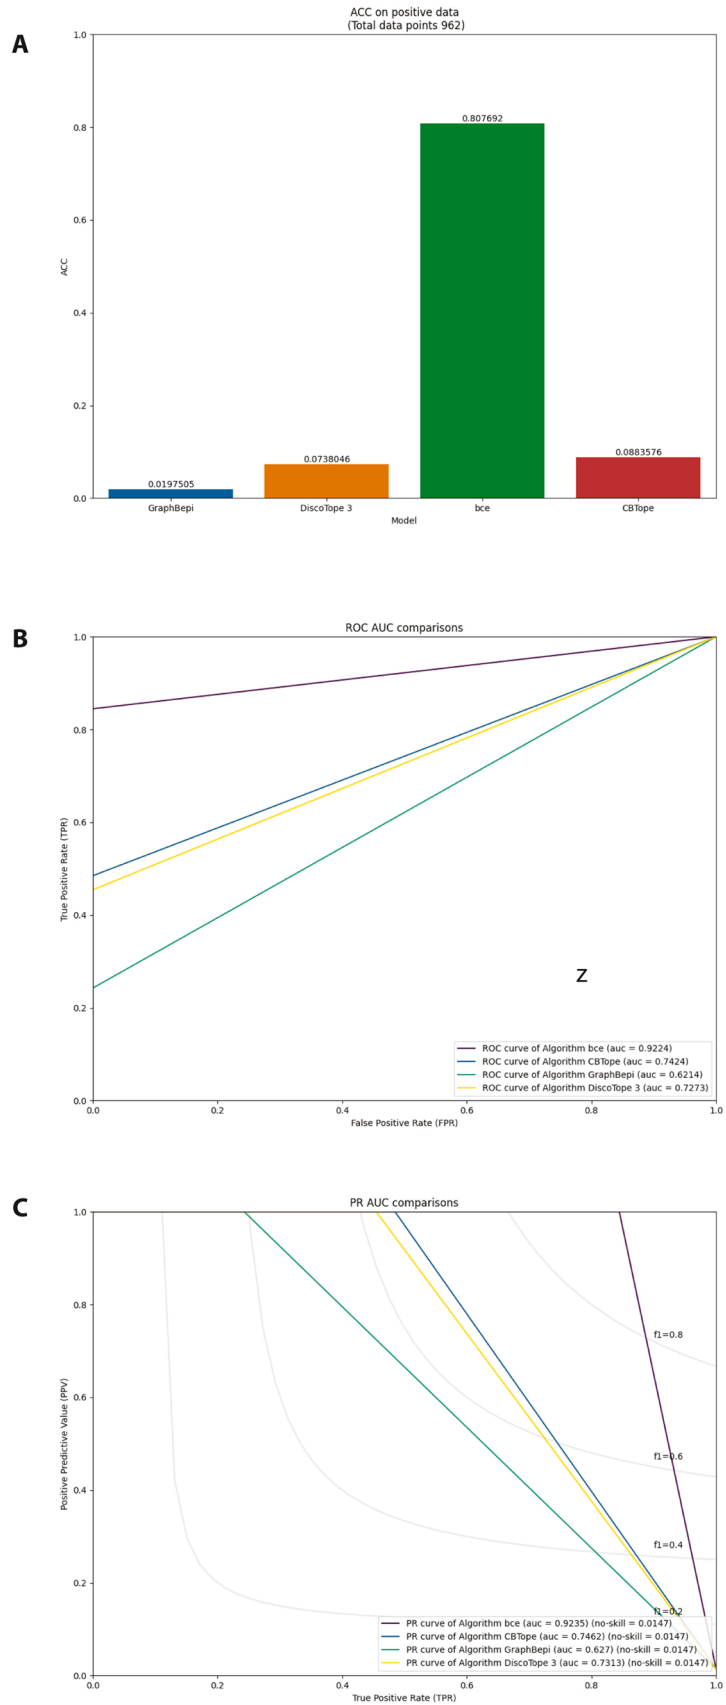 A
ACC on positive data
(Total data points 962)
1.0
0.8
0.6
0.4
0.2
0.0
ACC
0.0197505
0.0738046
0.807692
0.0883576
GraphBepi
DiscoTope 3
bce
CBTope
Model
B
ROC AUC comparisons
1.0
0.8
0.6
0.4
0.2
0.0
True Positive Rate (TPR)
Z
ROC curve of Algorithm bce (auc = 0.9224)
ROC curve of Algorithm CBTope (auc = 0.7424)
ROC curve of Algorithm GraphBepi (auc = 0.6214)
ROC curve of Algorithm DiscoTope 3 (auc = 0.7273)
0.0 0.2 0.4 0.6 0.8 1.0
False Positive Rate (FPR)
C
PR AUC comparisons
1.0
0.8
0.6
0.4
0.2
0.0
Positive Predictive Value (PPV)
f1=0.8
f1=0.6
f1=0.4
f1=0.2
PR curve of Algorithm bce (auc = 0.9235) (no-skill = 0.0147)
PR curve of Algorithm CBTope (auc = 0.7462) (no-skill = 0.0147)
PR curve of Algorithm GraphBepi (auc = 0.627) (no-skill = 0.0147)
PR curve of Algorithm DiscoTope 3 (auc = 0.7313) (no-skill = 0.0147)
0.0 0.2 0.4 0.6 0.8 1.0
True Positive Rate (TPR)